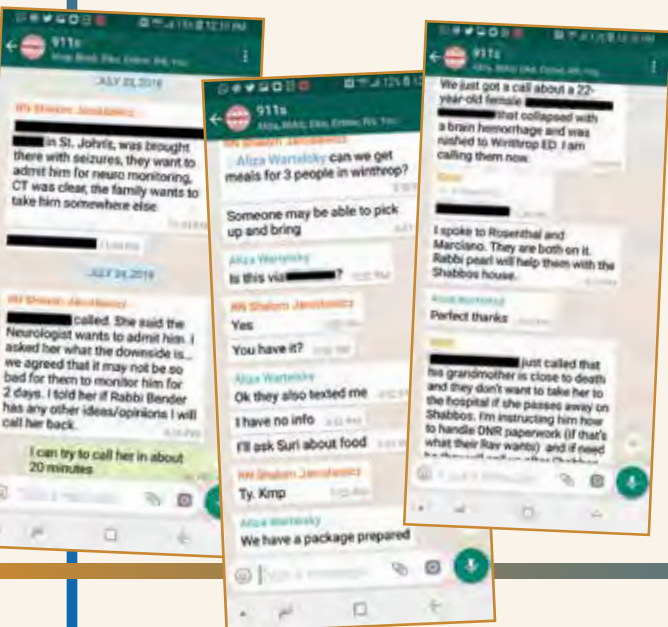 911s
JULY 23, 2018
in St. John's, was brought
there with seizures, they want to
admit him for neuro monitoring,
CT was clear, the family wants to
take him somewhere else
JULY 24, 2018
called. She said the
Neurologist wants to admit him. I
asked her what the downside is...
we agreed that it may not be so
bad for them to monitor him for
2 days. I told her if Rabbi Bender
has any other ideas/opinions I will
call her back.
I can try to call her in about
20 minutes
911s
Aliza Wartelsky can we get
meals for 3 people in winthrop?
Someone may be able to pick
up and bring
Aliza Wartelsky
Is this via ?
Yes
You have it?
Aliza Wartelsky
Ok they also texted me
I have no info
I'll ask Suri about food
Ty. Kmp
Aliza Wartelsky
We have a package prepared
911s
We just got a call about a 22-
year-old female
that collapsed with
a brain hemorrhage and was
rushed to Winthrop ED. I am
calling them now.
I spoke to Rosenthal and
Marciano. They are both on it.
Rabbi pearl will help them with the
Shabbos house.
Aliza Wartelsky
Perfect thanks
just called that
his grandmother is close to death
and they don't want to take her to
the hospital if she passes away on
Shabbos. I'm instructing him how
to handle DNR paperwork (if that's
what their Rav wants) and if need